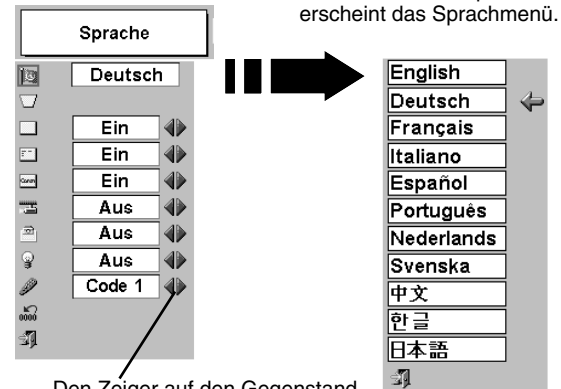 erscheint das Sprachmenü.
Sprache
Deutsch
Ein
Ein
Ein
Aus
Aus
Aus
Code 1
English
Deutsch
Français
Italiano
Español
Português
Nederlands
Svenska
中文
한글
日本語
Den Zeiger auf den Gegenstand